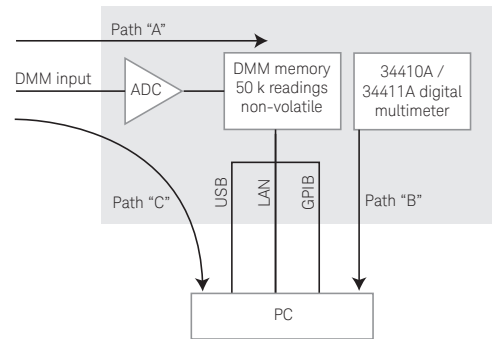 Path “A”
DMM input
ADC
DMM memory
50 k readings
non-volatile
34410A /
34411A digital
multimeter
USB
LAN
GPIB
Path “C”
Path “B”
PC